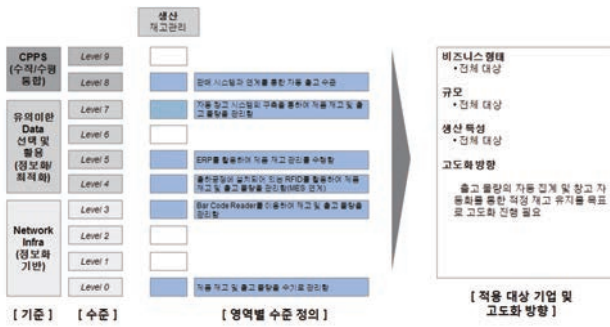 생산
재고관리
CPPS
(수직/수평
통합)
Level 9
Level 8
판매 시스템과 연계를 통한 자동 출고 수준
유의미한
Data
선택 및
활용
(정보화/
최적화)
Level 7
자동 창고 시스템의 구축을 통하여 제품 재고 및 출
고 물량을 관리함
Level 6
Level 5
ERP를 활용하여 제품 재고 관리를 수행함
Level 4
출하공정에 설치되어 있는 RFID를 활용하여 제품
재고 및 출고 물량을 관리함(MES 연계)
Network
Infra
(정보화
기반)
Level 3
Bar Code Reader를 이용하여 재고 및 출고 물량을
관리함
Level 2
Level 1
Level 0
제품 재고 및 출고 물량을 수기로 관리함
[ 기준 ]
[ 수준 ]
[ 영역별 수준 정의 ]
비즈니스 형태
•전체 대상
규모
•전체 대상
생산 특성
•전체 대상
고도화 방향
출고 물량의 자동 집계 및 창고 자
동화를 통한 적정 재고 유지를 목표
로 고도화 진행 필요
[ 적용 대상 기업 및
고도화 방향 ]